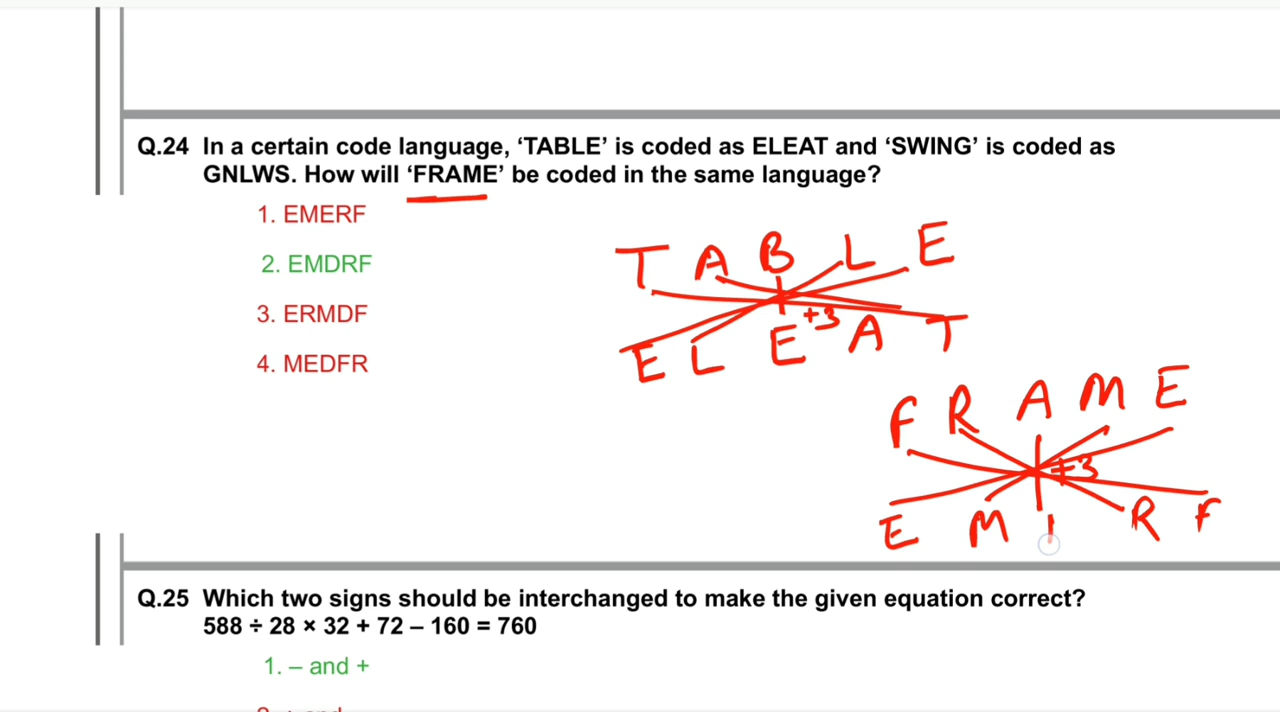 Q.24 In a certain code language, ‘TABLE’ is coded as ELEAT and ‘SWING’ is coded as
GNLWS. How will ‘FRAME’ be coded in the same language?
1. EMERF
2. EMDRF
3. ERMDF
4. MEDFR
T A B L E
+3
E L E A T
F R A M E
+3
E M R F
Q.25 Which two signs should be interchanged to make the given equation correct?
588 ÷ 28 × 32 + 72 – 160 = 760
1. – and +